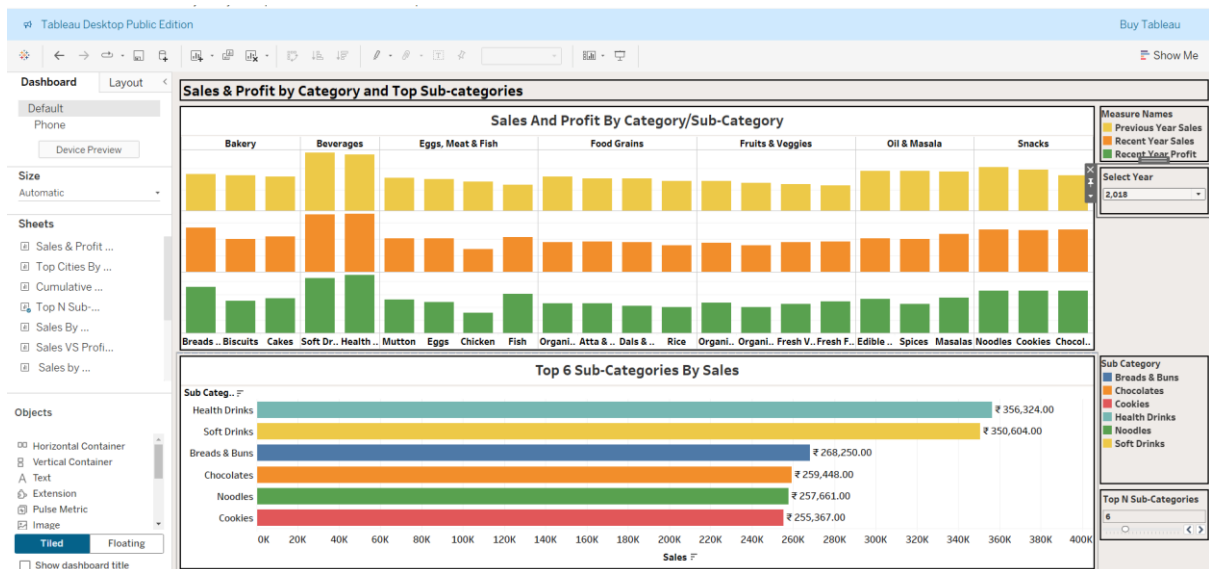 Tableau Desktop Public Edition
Buy Tableau
Show Me
Dashboard Layout
Default
Phone
Device Preview
Size
Automatic
Sheets
Sales & Profit ...
Top Cities By ...
Cumulative ...
Top N Sub-...
Sales By ...
Sales VS Profi...
Sales by ...
Objects
Horizontal Container
Vertical Container
Text
Extension
Pulse Metric
Image
Tiled Floating
Show dashboard title
Sales & Profit by Category and Top Sub-categories
Sales And Profit By Category/Sub-Category
Bakery Beverages Eggs, Meat & Fish Food Grains Fruits & Veggies Oil & Masala Snacks
Breads .. Biscuits Cakes Soft Dr.. Health .. Mutton Eggs Chicken Fish Organi.. Atta & .. Dals & .. Rice Organi.. Organi.. Fresh V.. Fresh F.. Edible .. Spices Masalas Noodles Cookies Chocol..
Measure Names
Previous Year Sales
Recent Year Sales
Recent Year Profit
Select Year
2,018
Top 6 Sub-Categories By Sales
Sub Categ..
Health Drinks ₹ 356,324.00
Soft Drinks ₹ 350,604.00
Breads & Buns ₹ 268,250.00
Chocolates ₹ 259,448.00
Noodles ₹ 257,661.00
Cookies ₹ 255,367.00
0K 20K 40K 60K 80K 100K 120K 140K 160K 180K 200K 220K 240K 260K 280K 300K 320K 340K 360K 380K 400K
Sales
Sub Category
Breads & Buns
Chocolates
Cookies
Health Drinks
Noodles
Soft Drinks
Top N Sub-Categories
6